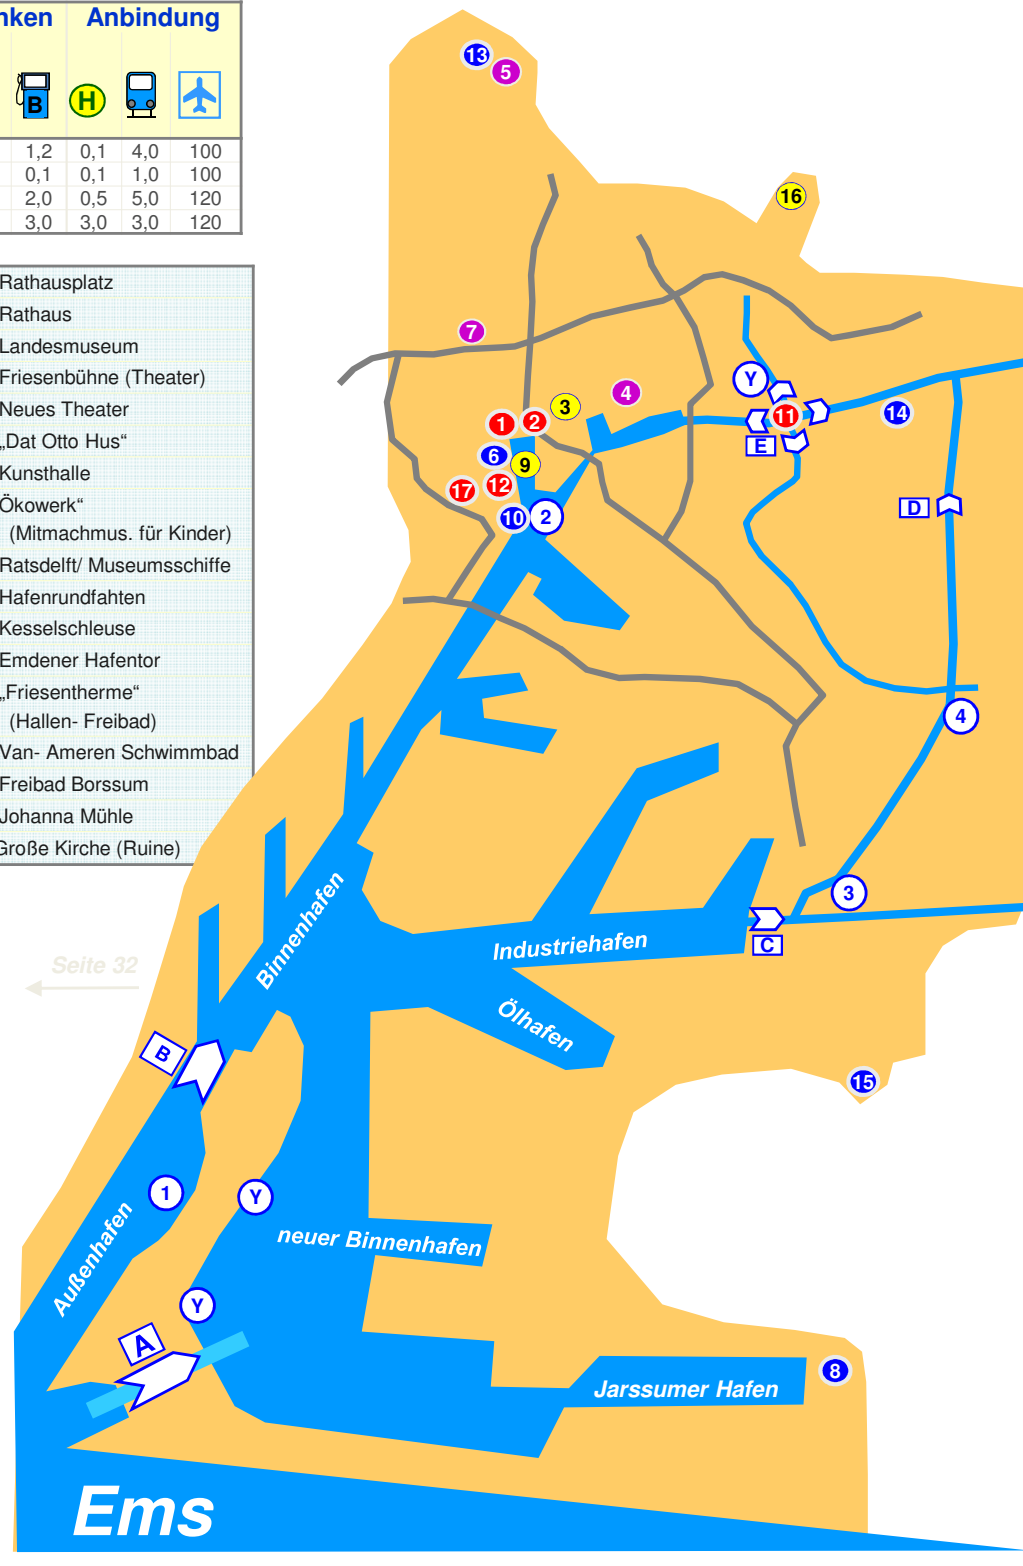 nken Anbindung
B H
1,2 0,1 4,0 100
0,1 0,1 1,0 100
2,0 0,5 5,0 120
3,0 3,0 3,0 120
Rathausplatz
Rathaus
Landesmuseum
Friesenbühne (Theater)
Neues Theater
„Dat Otto Hus“
Kunsthalle
Ökowerk“
(Mitmachmus. für Kinder)
Ratsdelft/ Museumsschiffe
Hafenrundfahten
Kesselschleuse
Emdener Hafentor
„Friesentherme“
(Hallen- Freibad)
Van- Ameren Schwimmbad
Freibad Borssum
Johanna Mühle
Große Kirche (Ruine)
Seite 32
13
5
16
7
Y
4
3
1
2
11
14
E
6
9
12
17
10
2
D
4
3
Binnenhafen
Industriehafen
C
Ölhafen
B
15
1
Y
Außenhafen
neuer Binnenhafen
Y
A
8
Jarssumer Hafen
Ems